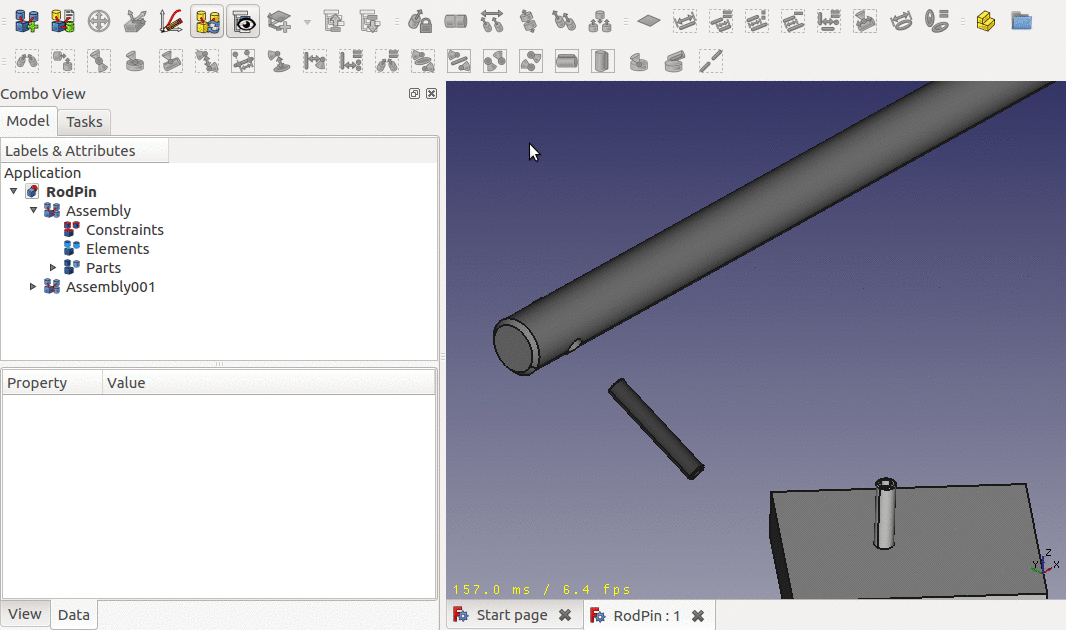 Combo View
Model
Tasks
Labels & Attributes
Application
RodPin
Assembly
Constraints
Elements
Parts
Assembly001
Property
Value
View
Data
157.0 ms / 6.4 fps
Z
Y X
Start page
RodPin : 1